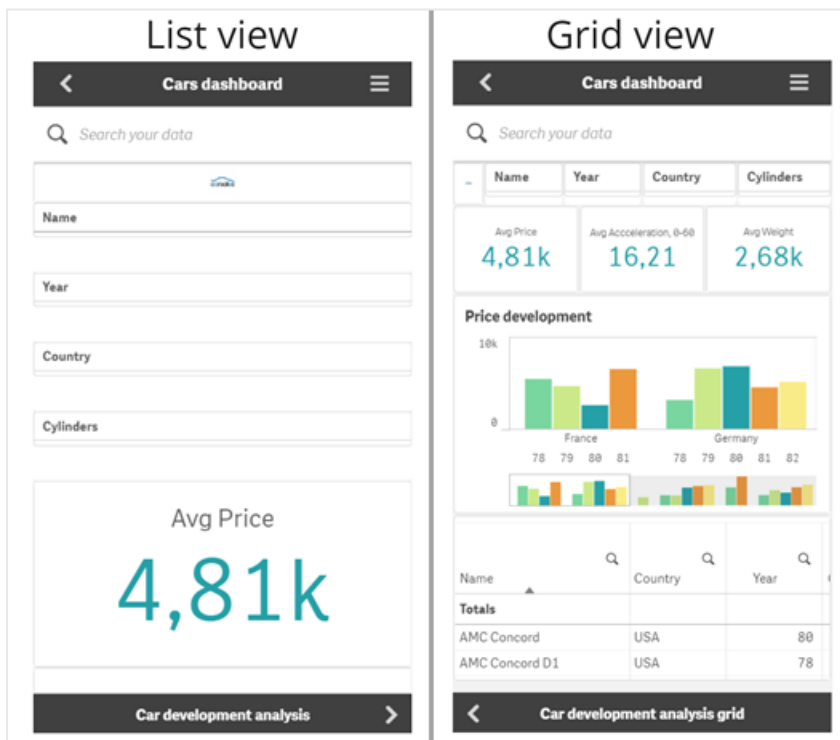 List view
Cars dashboard
Search your data
Name
Year
Country
Cylinders
Avg Price
4,81k
Car development analysis
Grid view
Cars dashboard
Search your data
Name Year Country Cylinders
Avg Price Avg Accceleration, 0-60 Avg Weight
4,81k 16,21 2,68k
Price development
10k
0
France Germany
78 79 80 81 78 79 80 81 82
Name Country Year
Totals
AMC Concord USA 80
AMC Concord D1 USA 78
Car development analysis grid